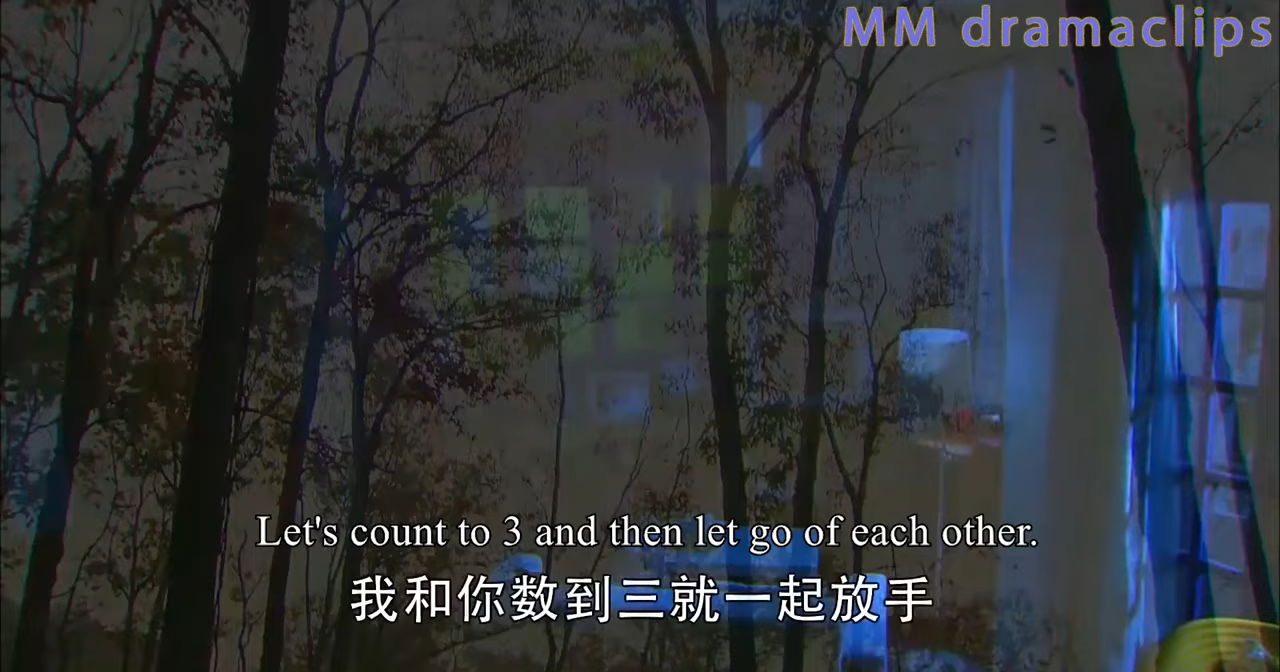 MM dramaclips
Let's count to 3 and then let go of each other.
我和你数到三就一起放手